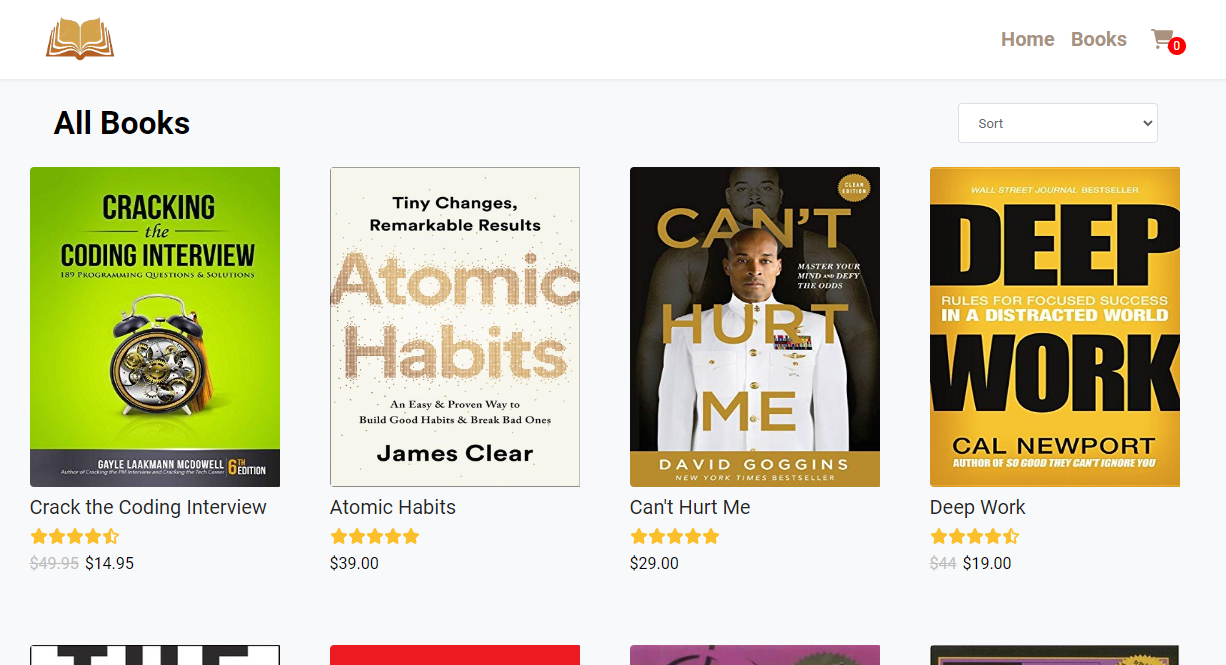 Home
Books
0
All Books
Sort
CRACKING
the
CODING INTERVIEW
189 PROGRAMMING QUESTIONS & SOLUTIONS
GAYLE LAAKMANN MCDOWELL
Author of Cracking the PM Interview and Cracking the Tech Career
6TH
EDITION
Crack the Coding Interview
$49.95 $14.95
Tiny Changes,
Remarkable Results
Atomic
Habits
An Easy & Proven Way to
Build Good Habits & Break Bad Ones
James Clear
Atomic Habits
$39.00
CLEAN
EDITION
CAN'T
MASTER YOUR
MIND AND DEFY
THE ODDS
HURT
ME
DAVID GOGGINS
NEW YORK TIMES BESTSELLER
Can't Hurt Me
$29.00
WALL STREET JOURNAL BESTSELLER
DEEP
RULES FOR FOCUSED SUCCESS
IN A DISTRACTED WORLD
WORK
CAL NEWPORT
AUTHOR OF SO GOOD THEY CAN'T IGNORE YOU
Deep Work
$44 $19.00
THE